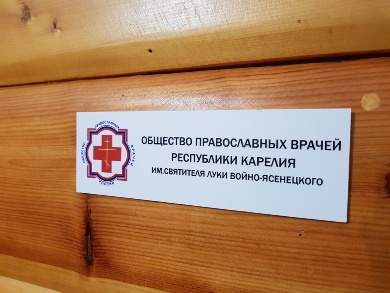 ОБЩЕСТВО ПРАВОСЛАВНЫХ ВРАЧЕЙ
РЕСПУБЛИКИ КАРЕЛИЯ
ИМ.СВЯТИТЕЛЯ ЛУКИ ВОЙНО-ЯСЕНЕЦКОГО